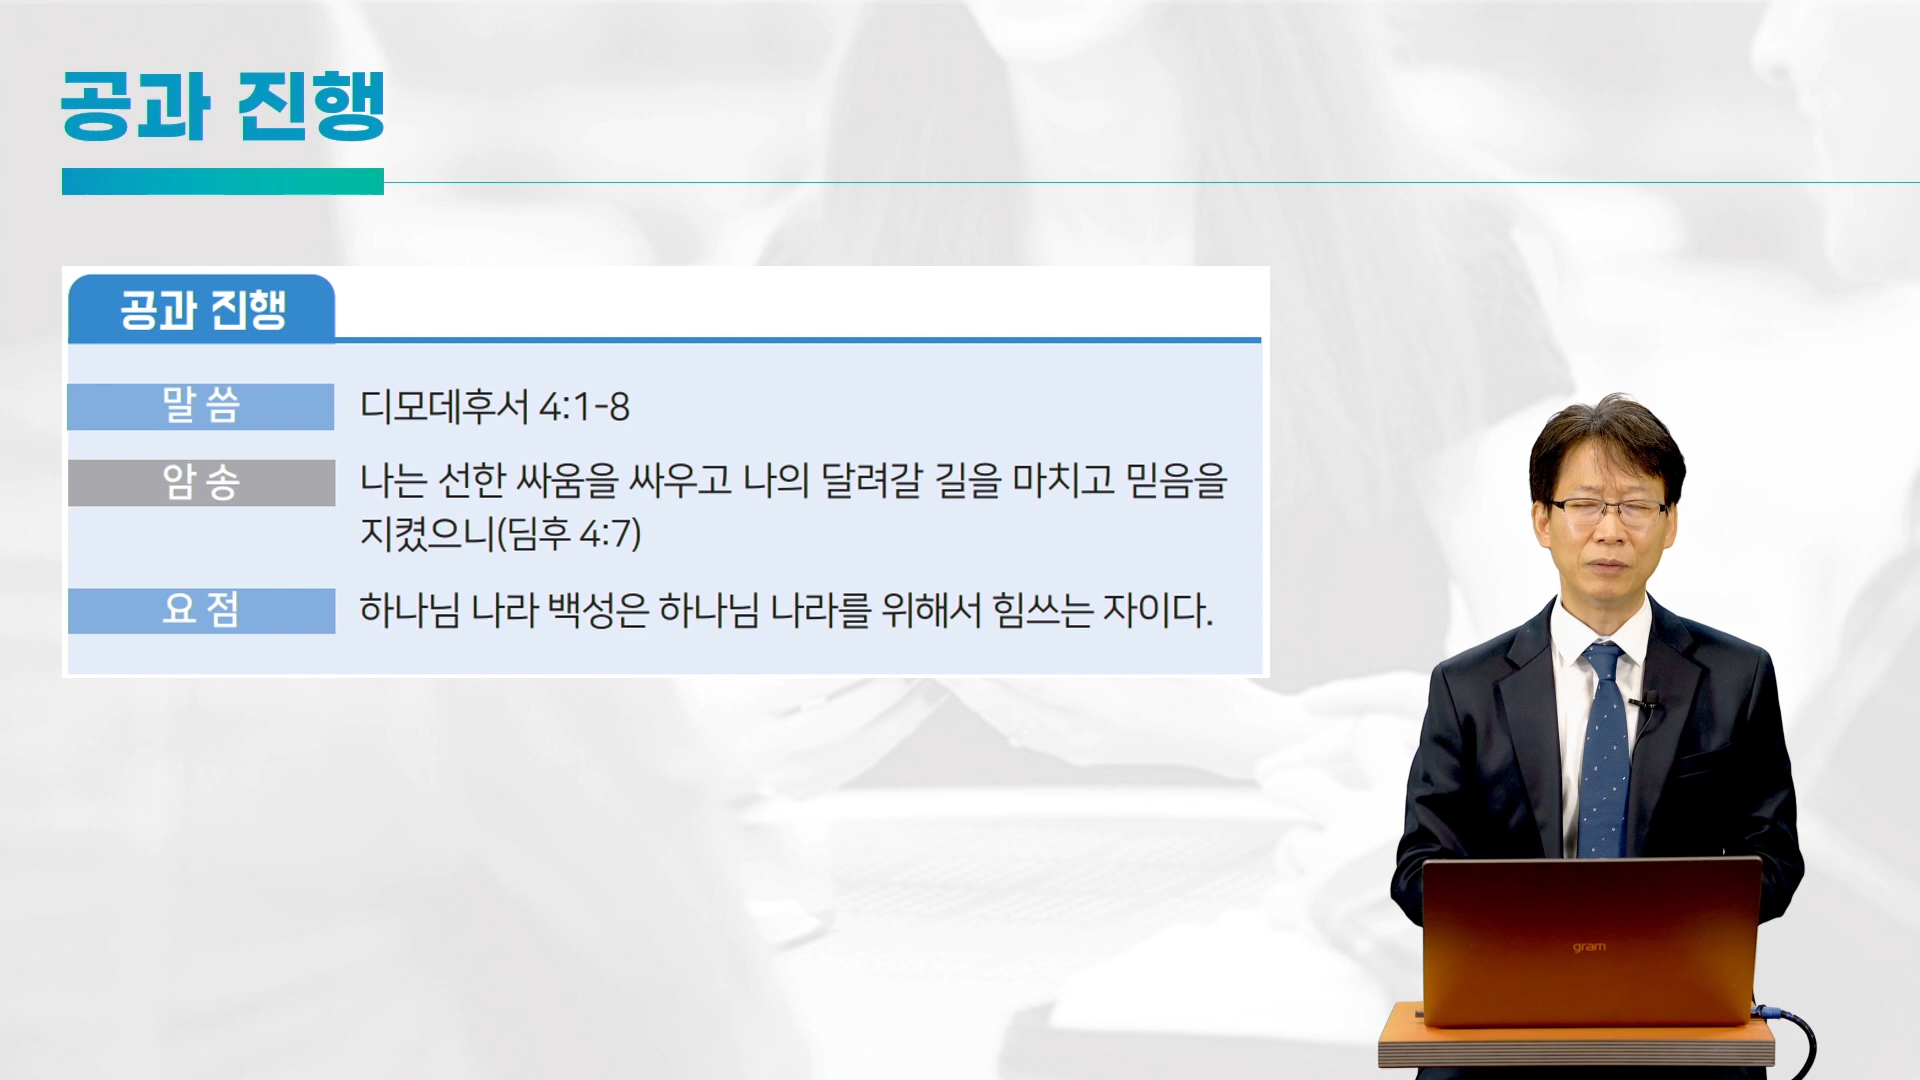 공과 진행
공과 진행
말씀 디모데후서 4:1-8
암송 나는 선한 싸움을 싸우고 나의 달려갈 길을 마치고 믿음을
지켰으니(딤후 4:7)
요점 하나님 나라 백성은 하나님 나라를 위해서 힘쓰는 자이다.
gram